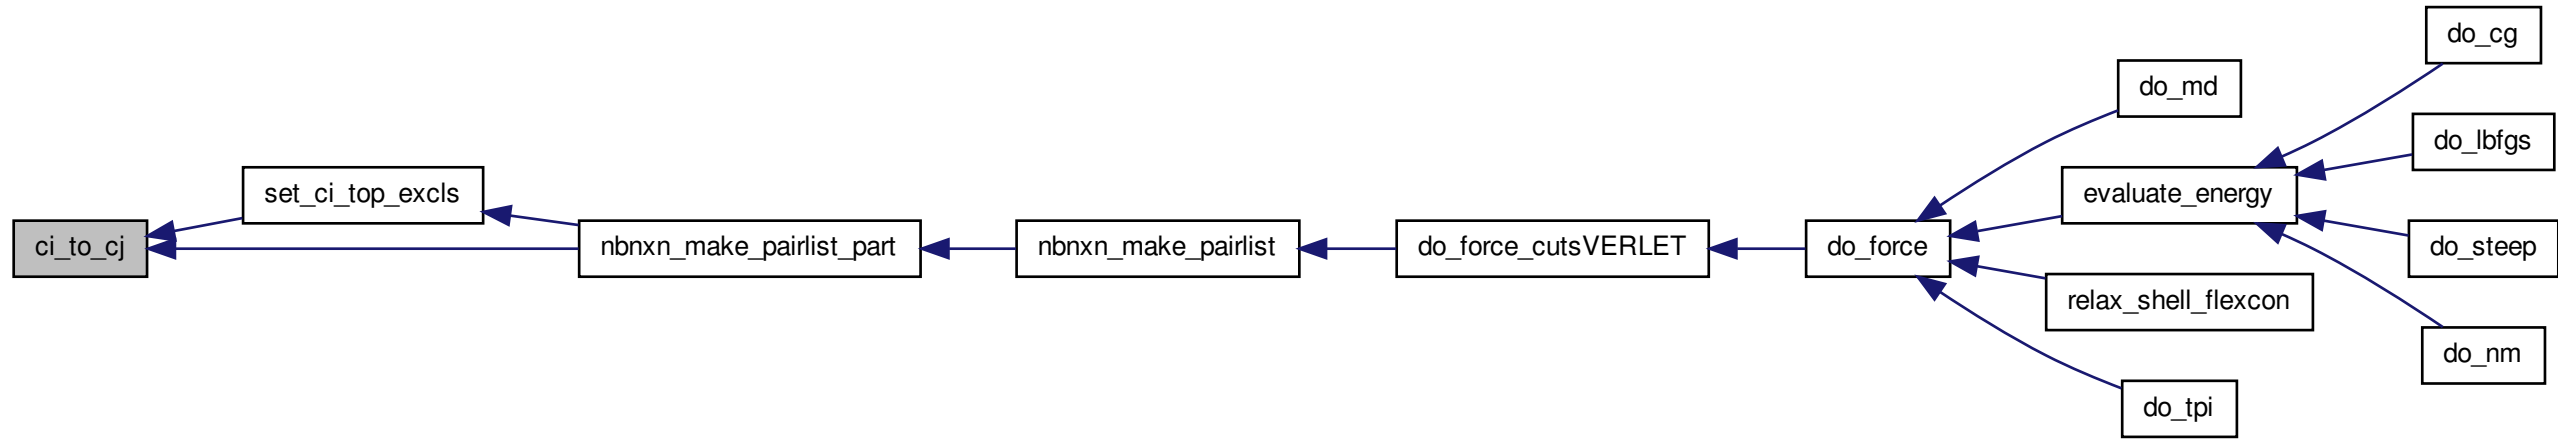 do_cg
do_md
do_lbfgs
set_ci_top_excls
evaluate_energy
ci_to_cj
nbnxn_make_pairlist_part
nbnxn_make_pairlist
do_force_cutsVERLET
do_force
do_steep
relax_shell_flexcon
do_nm
do_tpi